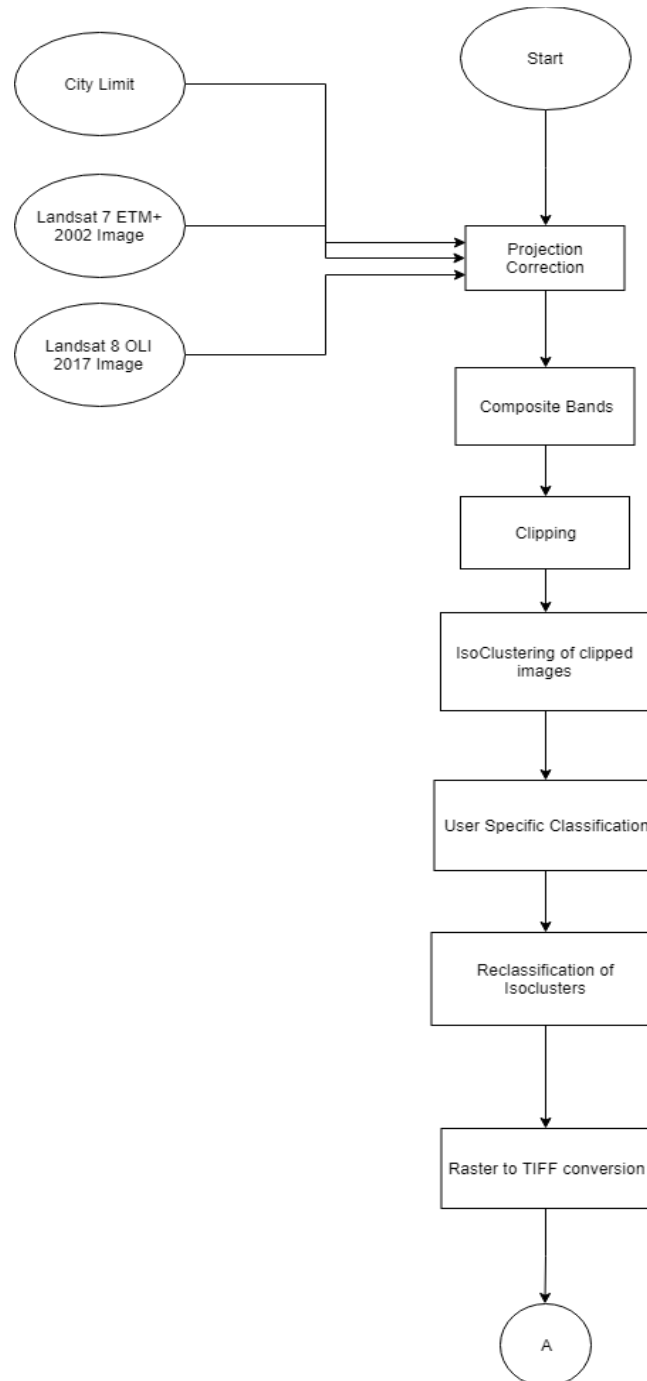 City Limit
Start
Landsat 7 ETM+
2002 Image
Projection
Correction
Landsat 8 OLI
2017 Image
Composite Bands
Clipping
IsoClustering of clipped
images
User Specific Classification
Reclassification of
Isoclusters
Raster to TIFF conversion
A